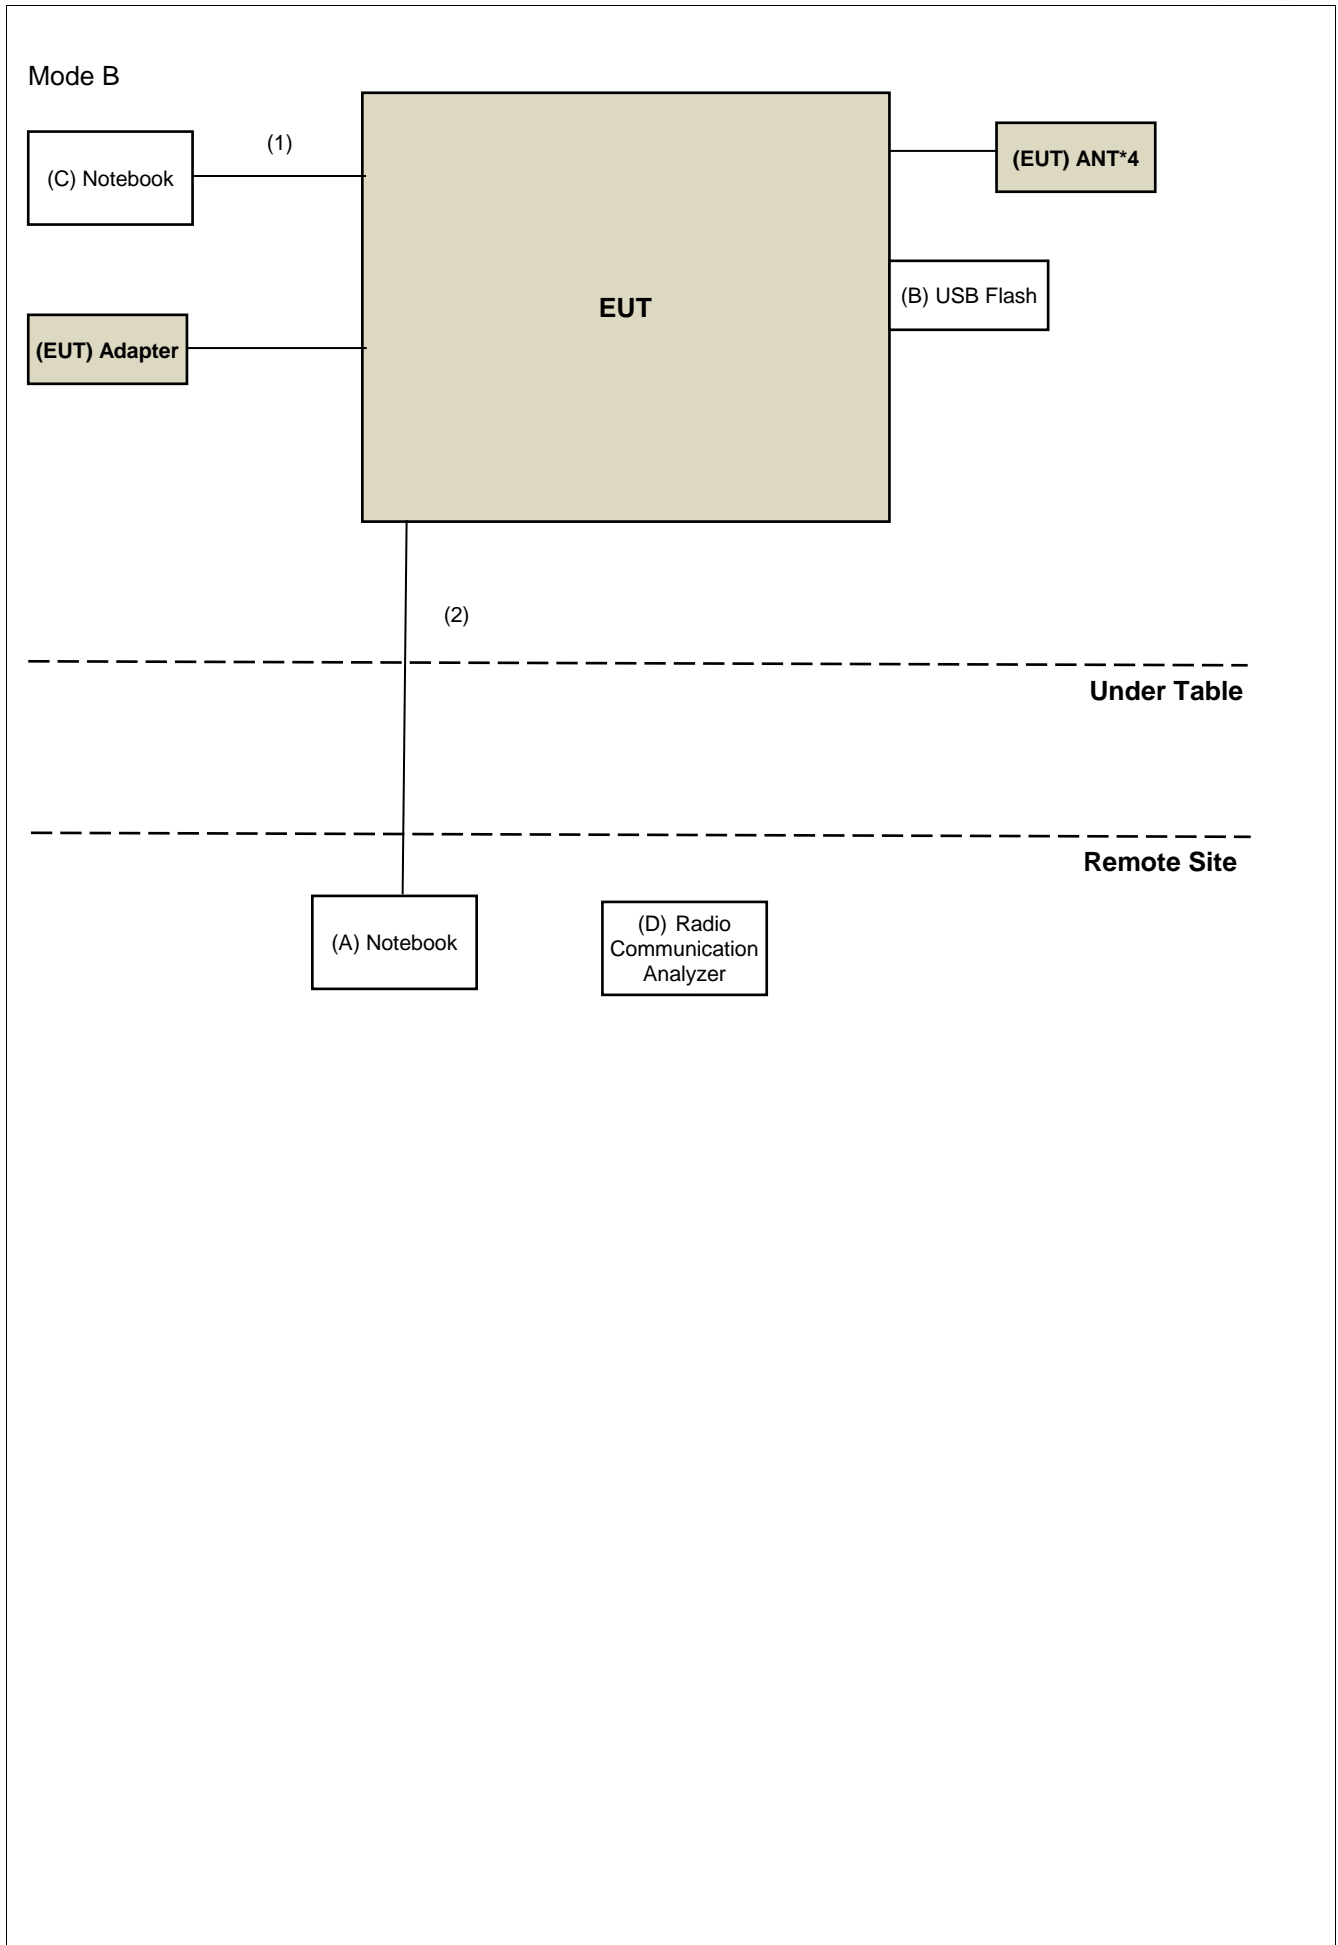 Mode B
(1)
(C) Notebook
(EUT) ANT*4
EUT
(B) USB Flash
(EUT) Adapter
(2)
Under Table
Remote Site
(A) Notebook
(D) Radio
Communication
Analyzer